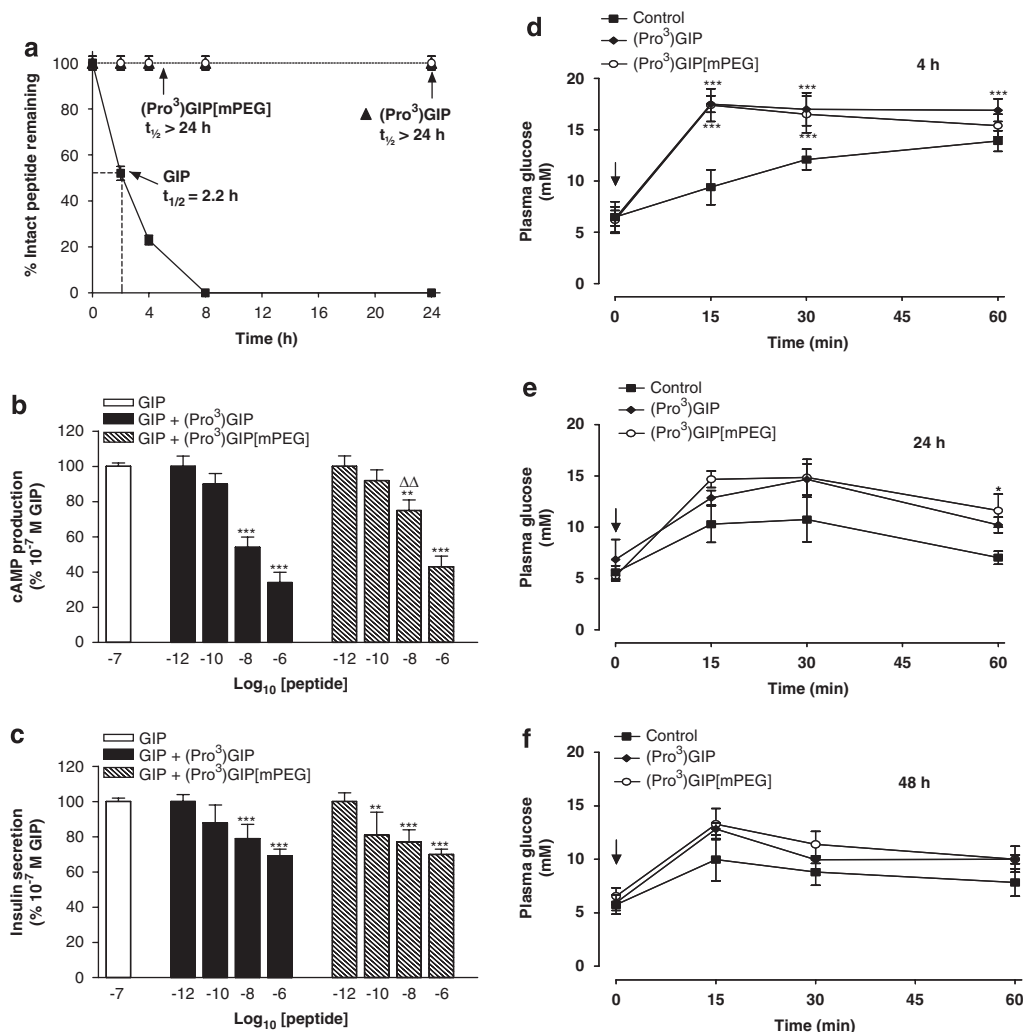 a
100
80
60
40
20
0
% Intact peptide remaining
(Pro³)GIP[mPEG]
t½ > 24 h
▲ (Pro³)GIP
t½ > 24 h
GIP
t1/2 = 2.2 h
0 4 8 12 16 20 24
Time (h)
b
GIP
GIP + (Pro³)GIP
GIP + (Pro³)GIP[mPEG]
120
100
80
60
40
20
0
cAMP production
(% 10⁻⁷ M GIP)
ΔΔ
**
***
***
***
-7 -12 -10 -8 -6 -12 -10 -8 -6
Log₁₀ [peptide]
c
GIP
GIP + (Pro³)GIP
GIP + (Pro³)GIP[mPEG]
120
100
80
60
40
20
0
Insulin secretion
(% 10⁻⁷ M GIP)
***
***
**
***
***
-7 -12 -10 -8 -6 -12 -10 -8 -6
Log₁₀ [peptide]
d
Control
(Pro³)GIP
(Pro³)GIP[mPEG]
4 h
20
15
10
5
0
Plasma glucose
(mM)
*** *** ***
*** ***
0 15 30 45 60
Time (min)
e
Control
(Pro³)GIP
(Pro³)GIP[mPEG]
24 h
20
15
10
5
0
Plasma glucose
(mM)
*
0 15 30 45 60
Time (min)
f
Control
(Pro³)GIP
(Pro³)GIP[mPEG]
48 h
20
15
10
5
0
Plasma glucose
(mM)
0 15 30 45 60
Time (min)